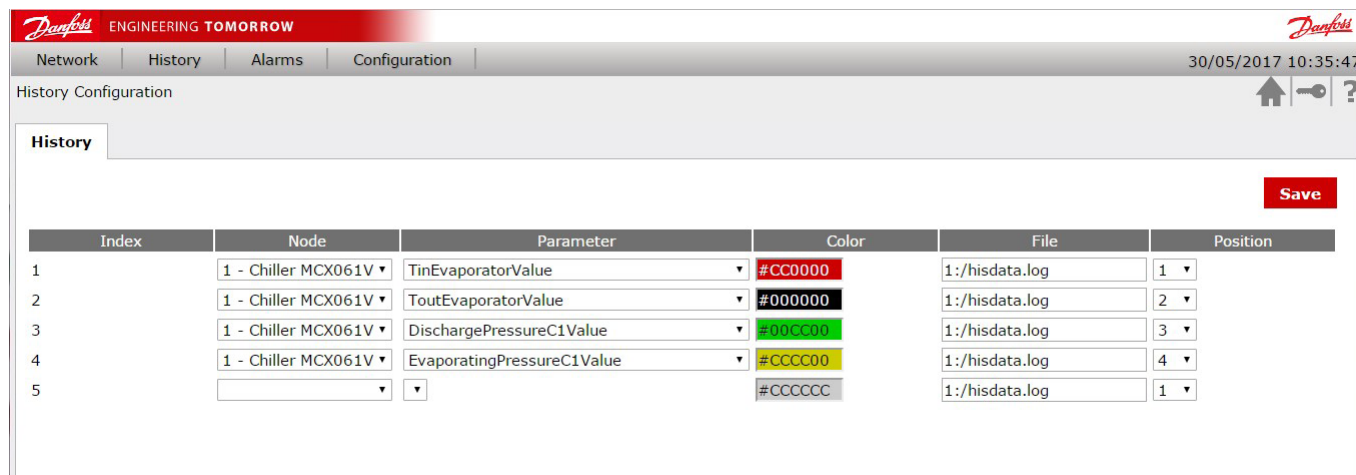 Danfoss ENGINEERING TOMORROW Danfoss
Network History Alarms Configuration 30/05/2017 10:35:47
History Configuration ?
History
Save
Index Node Parameter Color File Position
1 1 - Chiller MCX061V TinEvaporatorValue #CC0000 1:/hisdata.log 1
2 1 - Chiller MCX061V ToutEvaporatorValue #000000 1:/hisdata.log 2
3 1 - Chiller MCX061V DischargePressureC1Value #00CC00 1:/hisdata.log 3
4 1 - Chiller MCX061V EvaporatingPressureC1Value #CCCC00 1:/hisdata.log 4
5 #CCCCCC 1:/hisdata.log 1